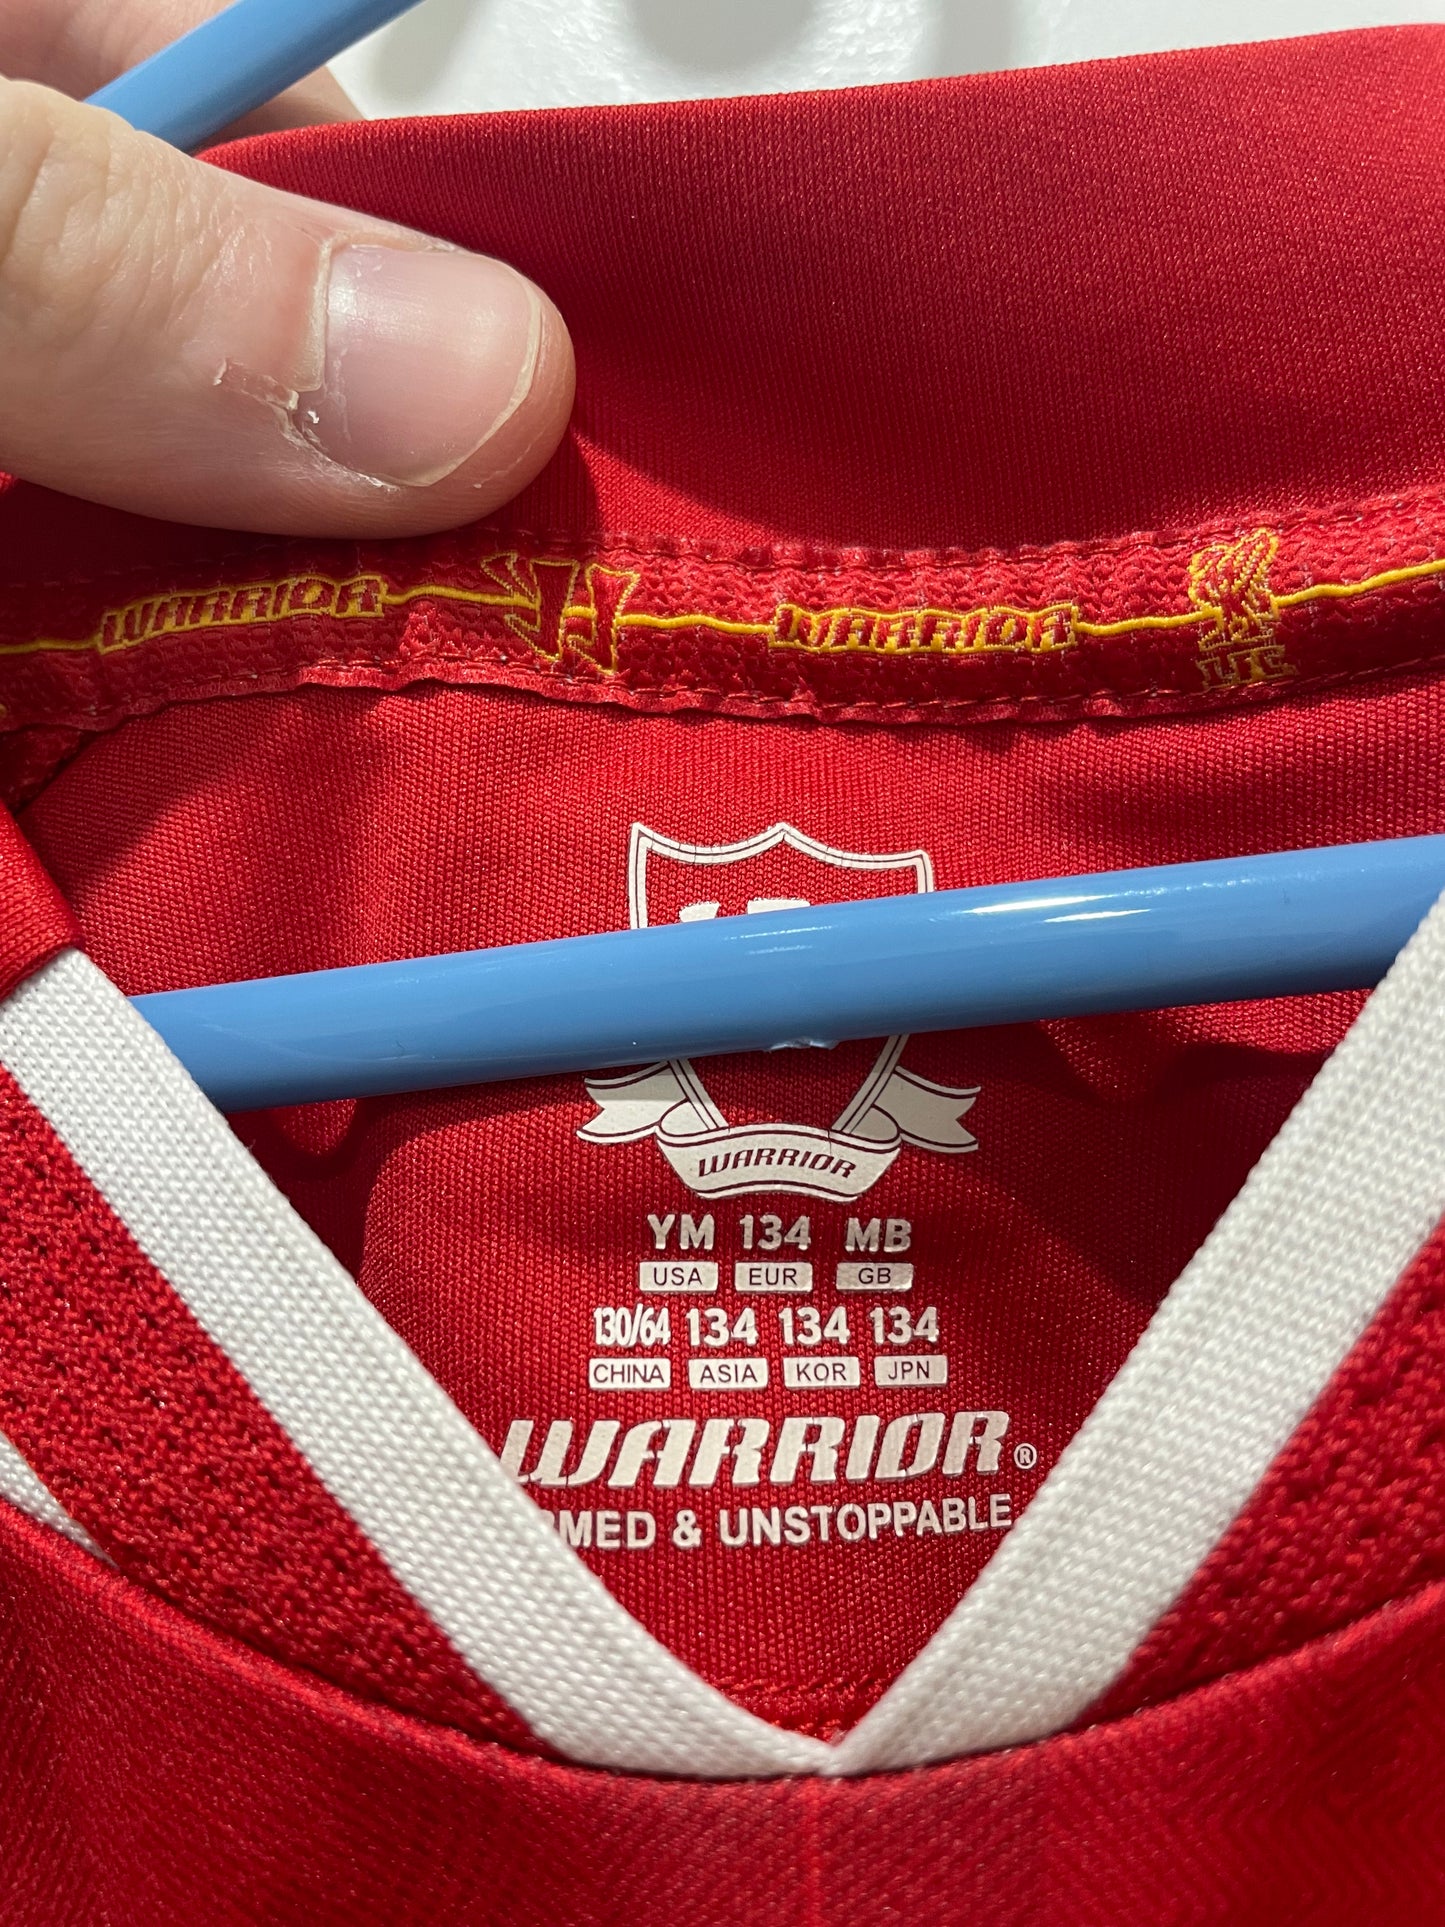 WARRIOR WARRIOR LFC
WARRIOR
YM 134 MB
USA EUR GB
130/64 134 134 134
CHINA ASIA KOR JPN
WARRIOR®
& UNSTOPPABLE